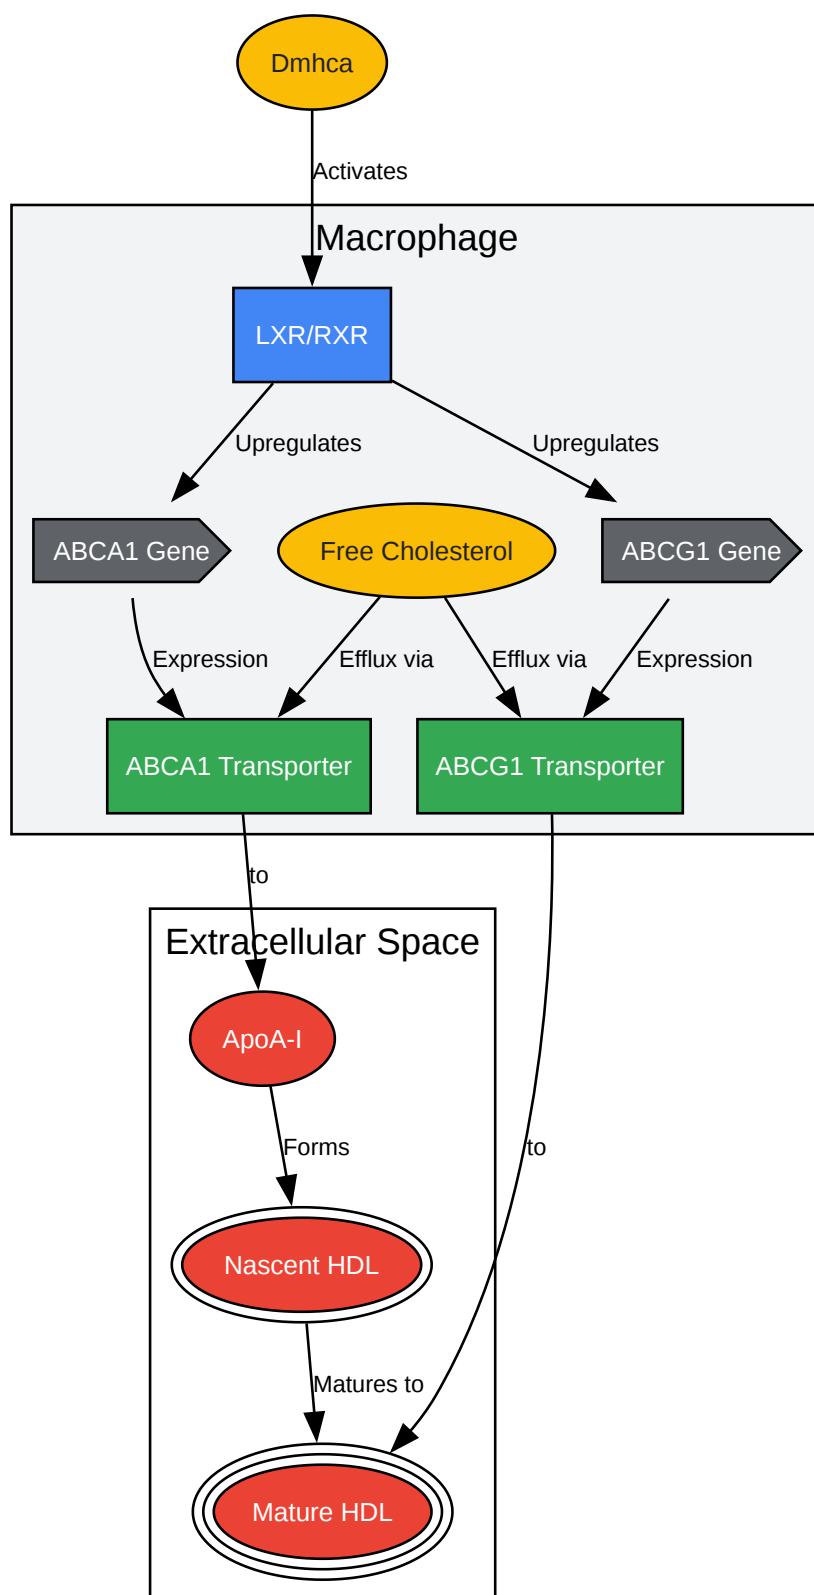 Dmhca
Activates
Macrophage
LXR/RXR
Upregulates
Upregulates
ABCA1 Gene
Free Cholesterol
ABCG1 Gene
Expression
Efflux via
Efflux via
Expression
ABCA1 Transporter
ABCG1 Transporter
to
Extracellular Space
ApoA-I
Forms
to
Nascent HDL
Matures to
Mature HDL